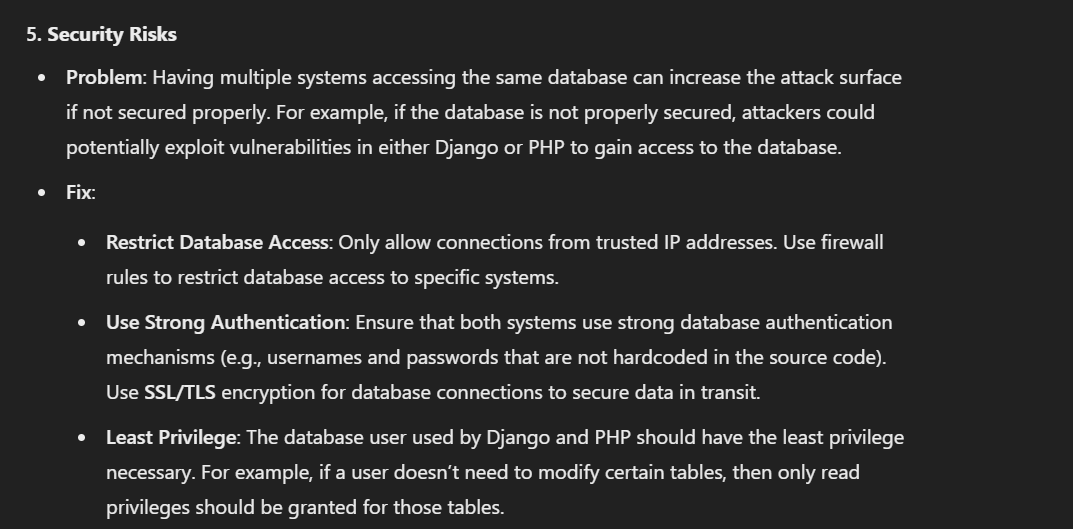 5. Security Risks
• Problem: Having multiple systems accessing the same database can increase the attack surface
if not secured properly. For example, if the database is not properly secured, attackers could
potentially exploit vulnerabilities in either Django or PHP to gain access to the database.
• Fix:
• Restrict Database Access: Only allow connections from trusted IP addresses. Use firewall
rules to restrict database access to specific systems.
• Use Strong Authentication: Ensure that both systems use strong database authentication
mechanisms (e.g., usernames and passwords that are not hardcoded in the source code).
Use SSL/TLS encryption for database connections to secure data in transit.
• Least Privilege: The database user used by Django and PHP should have the least privilege
necessary. For example, if a user doesn’t need to modify certain tables, then only read
privileges should be granted for those tables.